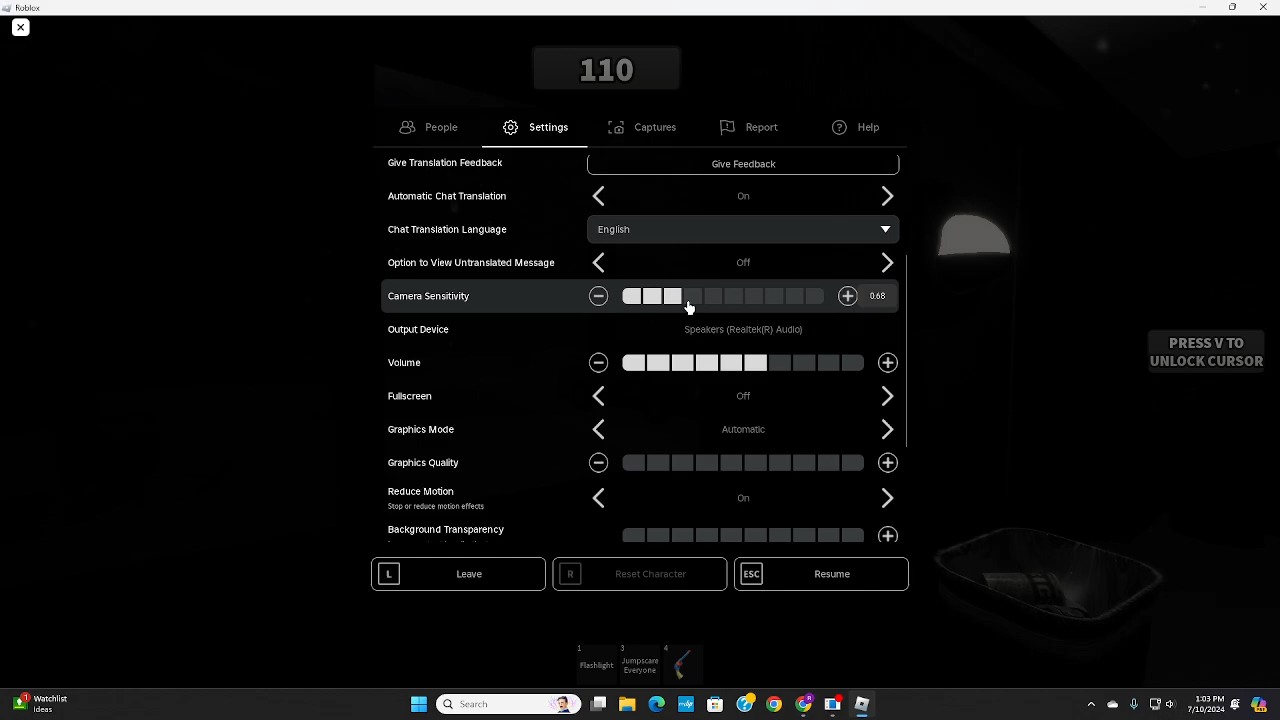 Roblox
110
People
Settings
Captures
Report
Help
Give Translation Feedback
Give Feedback
Automatic Chat Translation
On
Chat Translation Language
English
Option to View Untranslated Message
Off
Camera Sensitivity
0.68
Output Device
Speakers (Realtek(R) Audio)
Volume
Fullscreen
Off
Graphics Mode
Automatic
Graphics Quality
Reduce Motion
On
Stop or reduce motion effects
Background Transparency
PRESS V TO
UNLOCK CURSOR
L
Leave
R
Reset Character
ESC
Resume
1
Flashlight
3
Jumpscare
Everyone
4
1
Watchlist
Ideas
Search
1:03 PM
7/10/2024